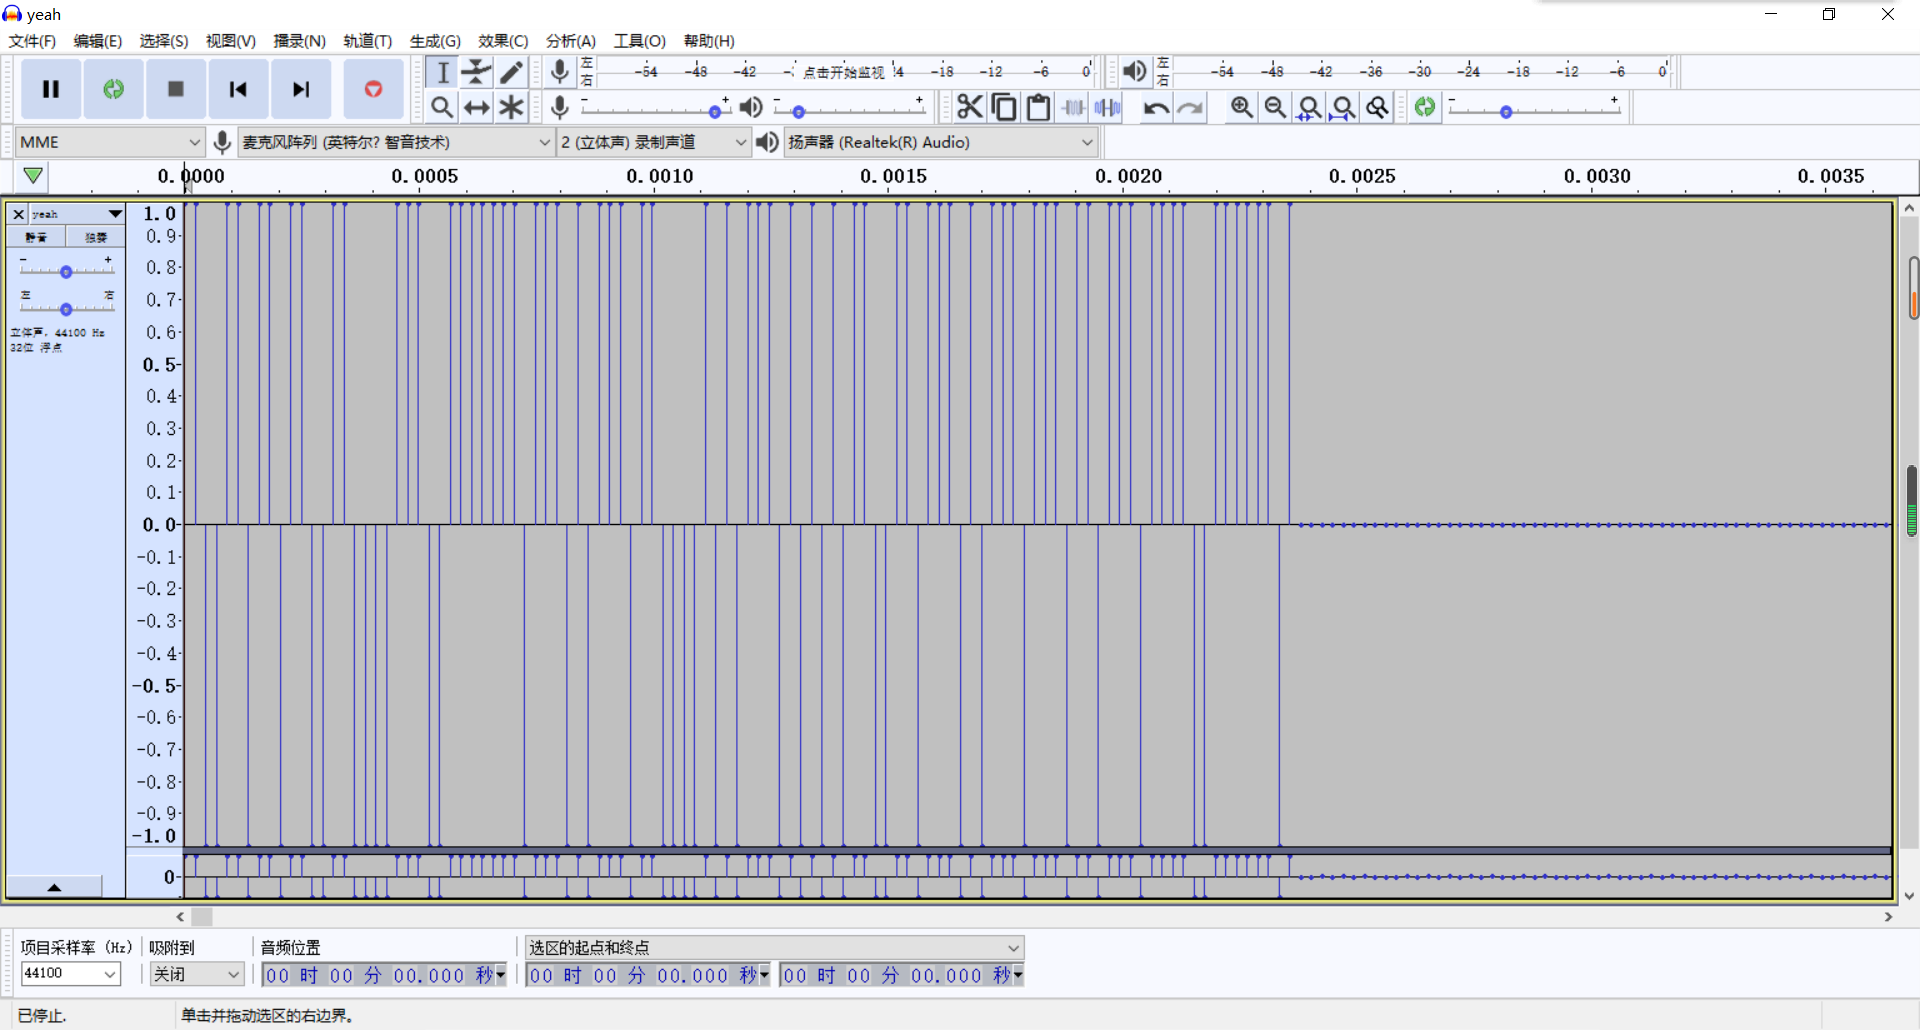 yeah
文件(F) 编辑(E) 选择(S) 视图(V) 播录(N) 轨道(T) 生成(G) 效果(C) 分析(A) 工具(O) 帮助(H)
左 右 -54 -48 -42 点击开始监视 -18 -12 -6 0
左 右 -54 -48 -42 -36 -30 -24 -18 -12 -6 0
MME 麦克风阵列 (英特尔? 智音技术) 2 (立体声) 录制声道 扬声器 (Realtek(R) Audio)
0.0000 0.0005 0.0010 0.0015 0.0020 0.0025 0.0030 0.0035
yeah
静音 独奏
- +
左 右
立体声, 44100 Hz
32位 浮点
1.0
0.9
0.8
0.7
0.6
0.5
0.4
0.3
0.2
0.1
0.0
-0.1
-0.2
-0.3
-0.4
-0.5
-0.6
-0.7
-0.8
-0.9
-1.0
0
项目采样率 (Hz) 吸附到 音频位置 选区的起点和终点
44100 关闭 00 时 00 分 00.000 秒 00 时 00 分 00.000 秒 00 时 00 分 00.000 秒
已停止. 单击并拖动选区的右边界。